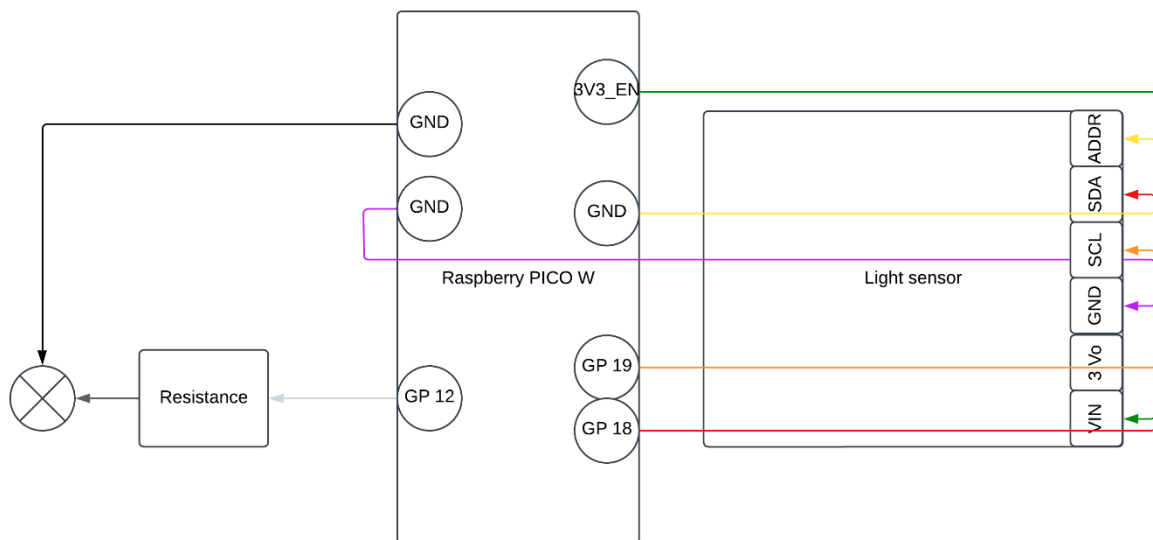 3V3_EN
GND
GND
GND
Raspberry PICO W
Light sensor
GP 19
GP 12
GP 18
Resistance
ADDR
SDA
SCL
GND
3 Vo
VIN